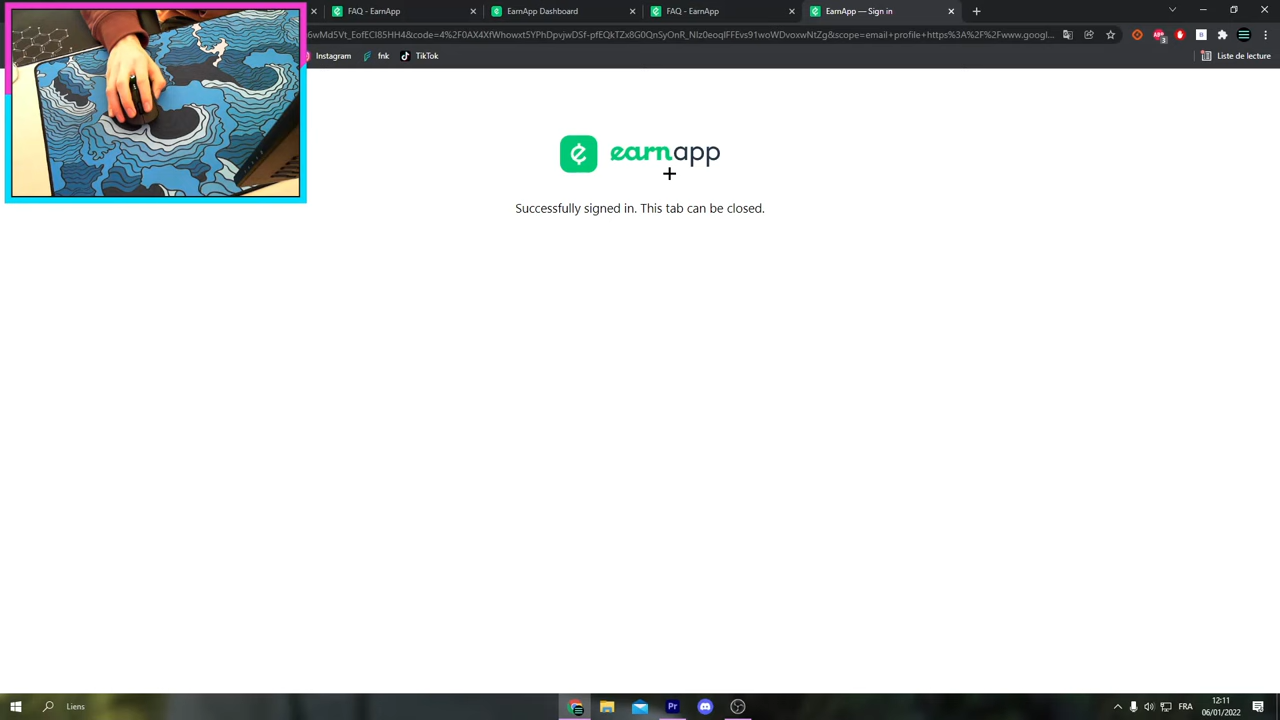 FAQ - EarnApp
EarnApp Dashboard
FAQ - EarnApp
EarnApp — Sign in
Instagram
fnk
TikTok
Liste de lecture
earnapp
Successfully signed in. This tab can be closed.
Liens
Pr
FRA
12:11
06/01/2022